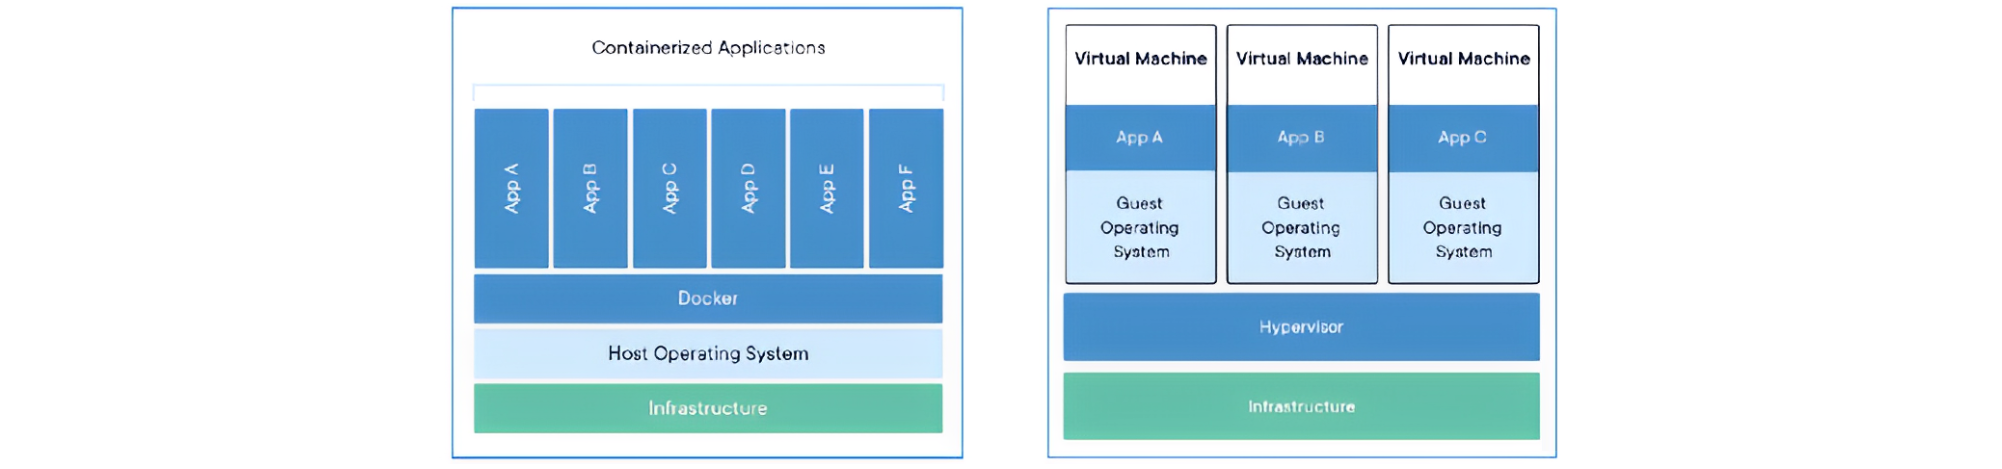 Containerized Applications
App A
App B
App C
App D
App E
App F
Docker
Host Operating System
Infrastructure
Virtual Machine
App A
Guest
Operating
System
Virtual Machine
App B
Guest
Operating
System
Virtual Machine
App C
Guest
Operating
System
Hypervisor
Infrastructure